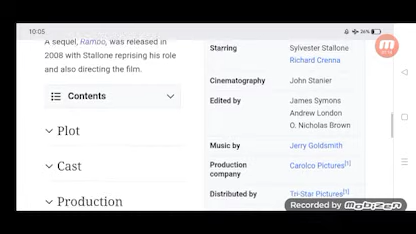 10:05
26%
A sequel, Rambo, was released in
2008 with Stallone reprising his role
and also directing the film.
Contents
Plot
Cast
Production
Starring Sylvester Stallone
Richard Crenna
Cinematography John Stanier
Edited by James Symons
Andrew London
O. Nicholas Brown
Music by Jerry Goldsmith
Production Carolco Pictures[1]
company
Distributed by Tri-Star Pictures[1]
Recorded by Mobizen